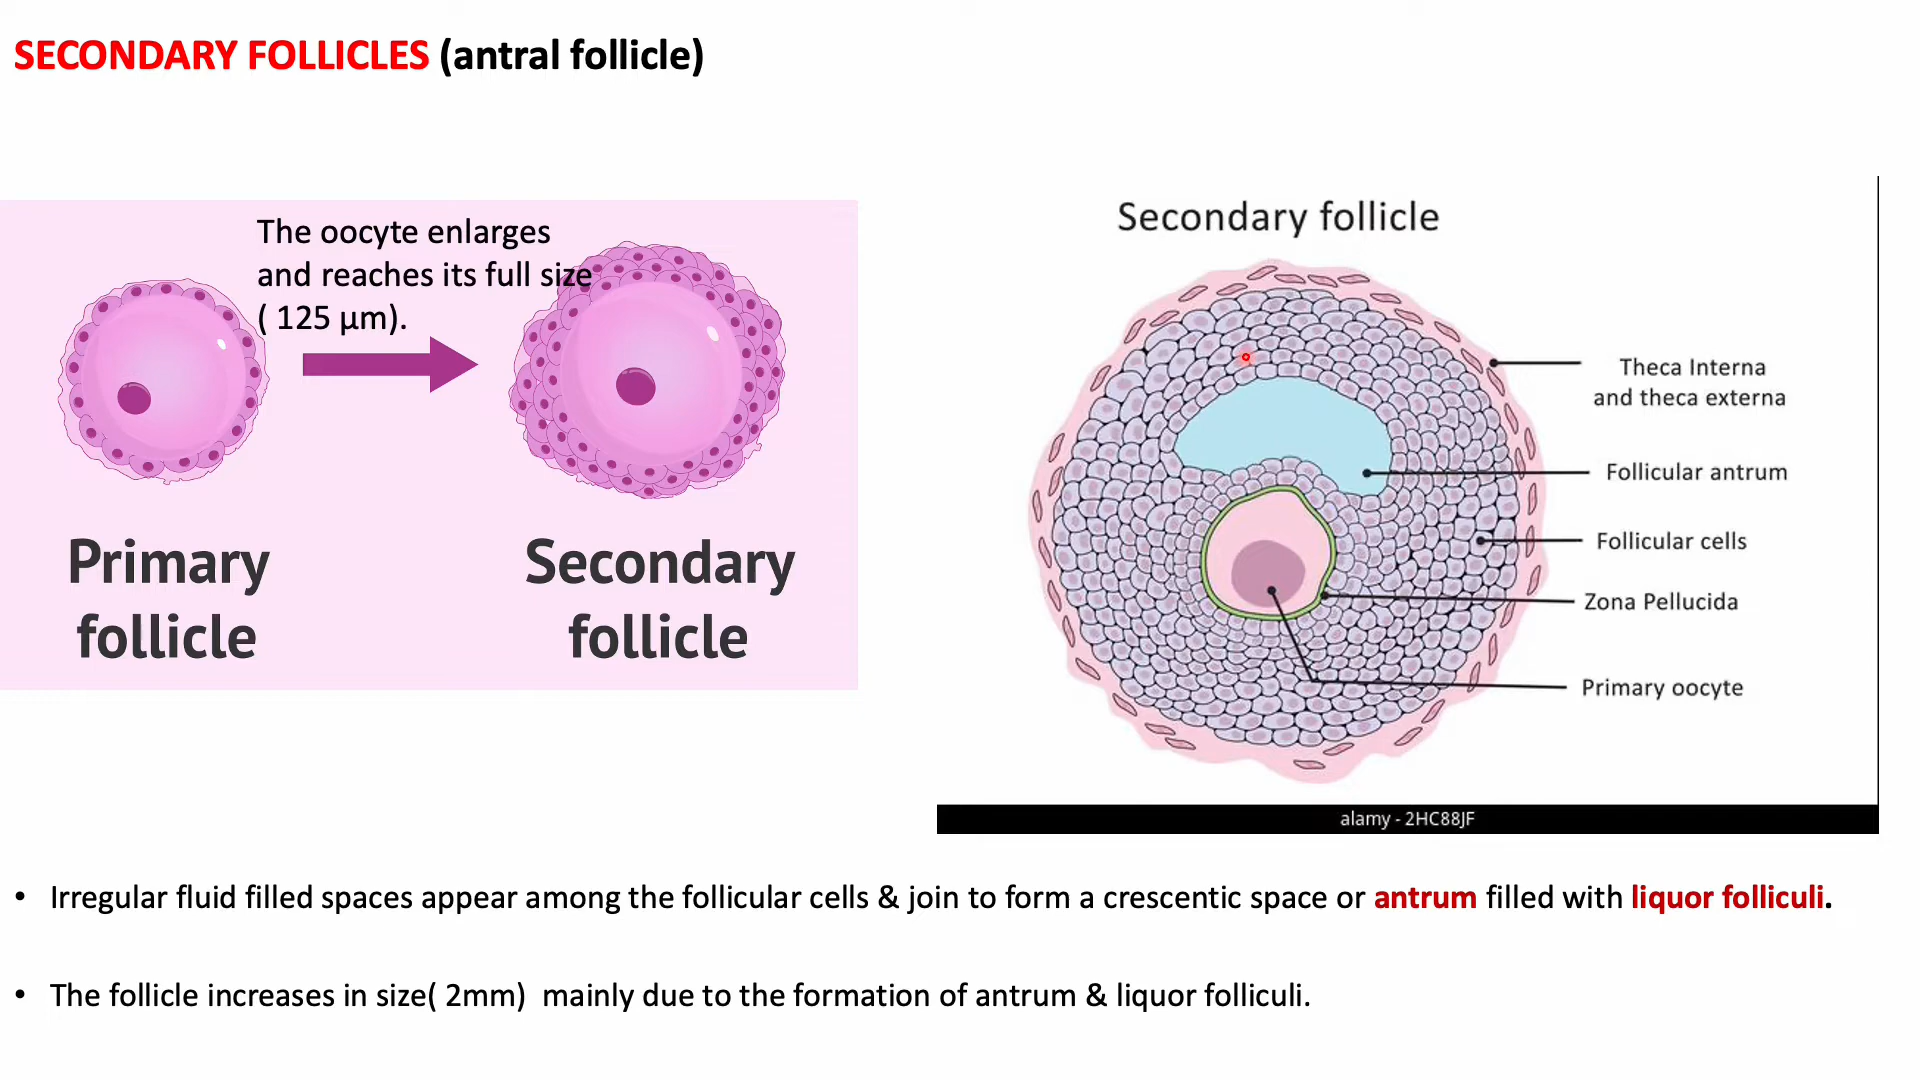 SECONDARY FOLLICLES (antral follicle)
The oocyte enlarges
and reaches its full size
( 125 µm).
Primary
follicle
Secondary
follicle
Secondary follicle
Theca Interna
and theca externa
Follicular antrum
Follicular cells
Zona Pellucida
Primary oocyte
alamy - 2HC88JF
• Irregular fluid filled spaces appear among the follicular cells & join to form a crescentic space or antrum filled with liquor folliculi.
• The follicle increases in size( 2mm)  mainly due to the formation of antrum & liquor folliculi.